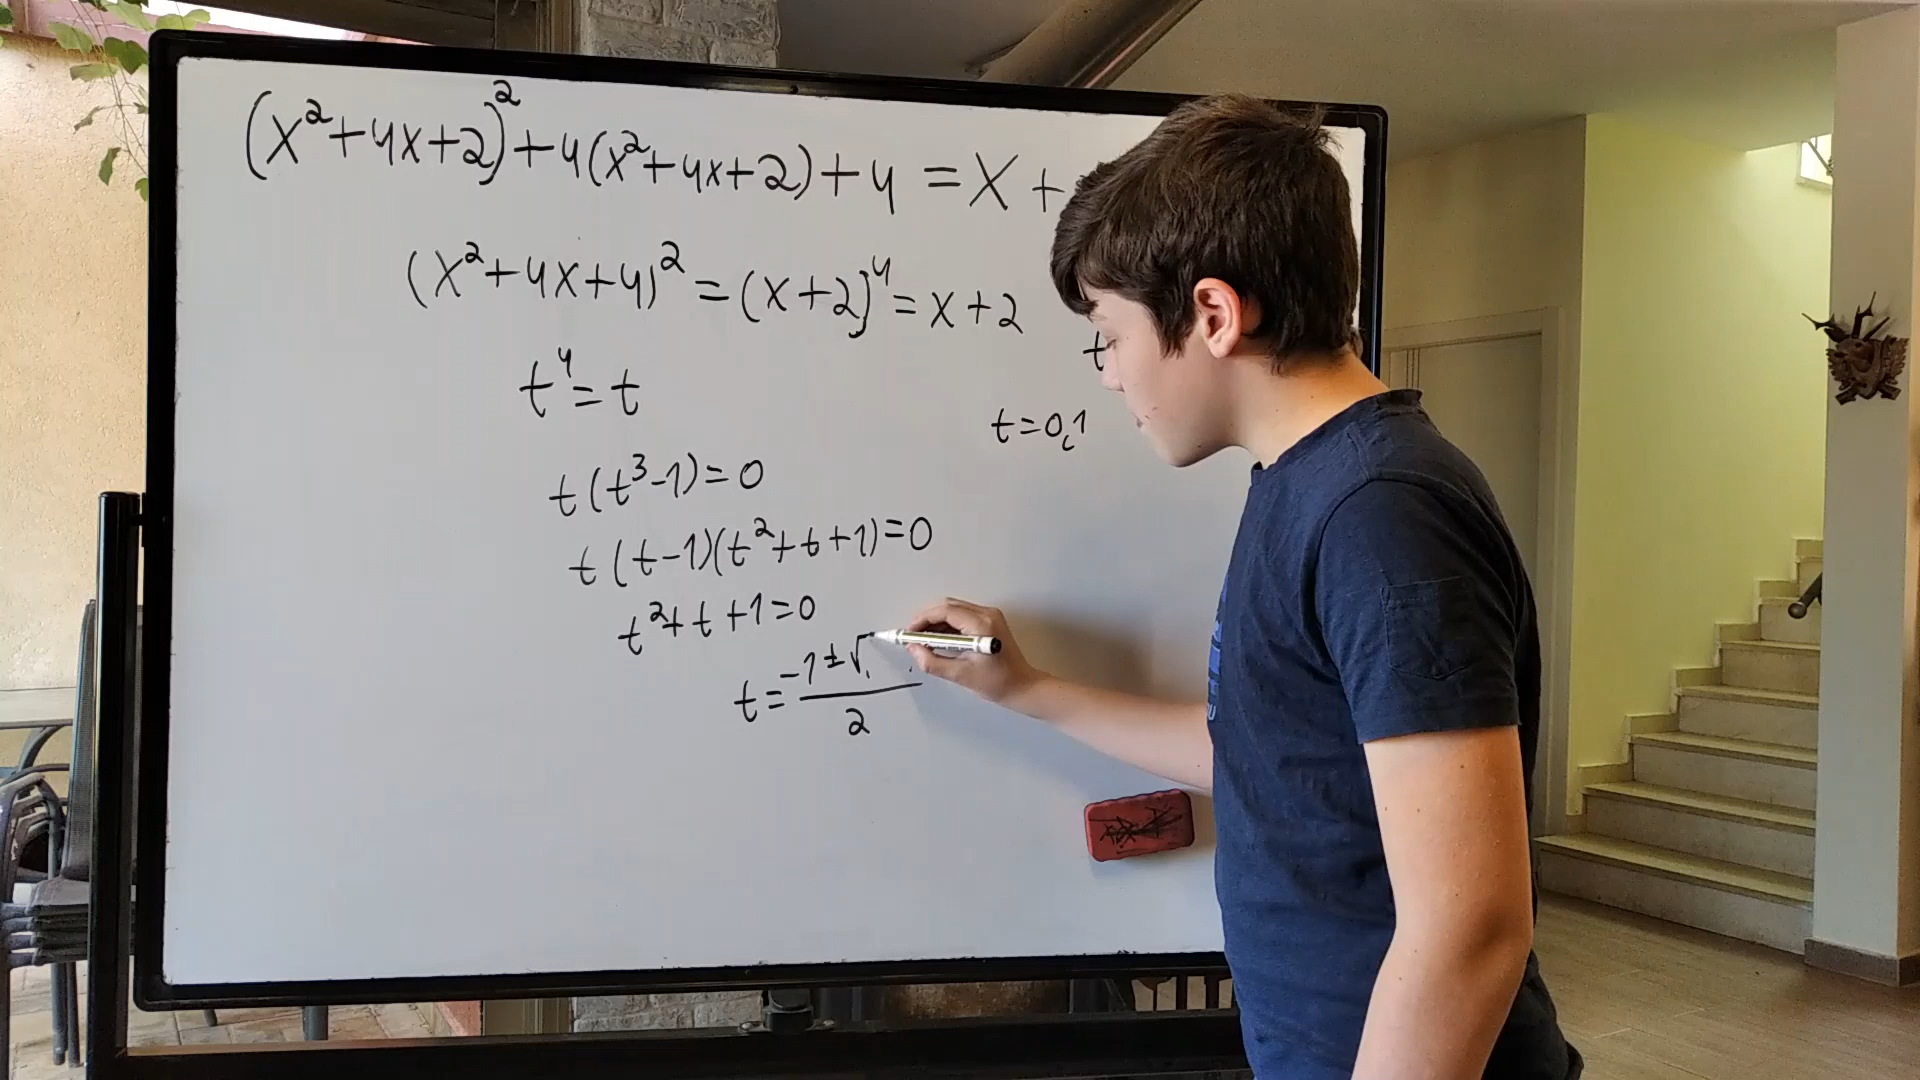 (x²+4x+2)²+4(x²+4x+2)+4=x+
(x²+4x+4)²=(x+2)⁴=x+2
t
t⁴=t
t=0,1
t(t³-1)=0
t(t-1)(t²+t+1)=0
t²+t+1=0
t=(-1±√)/2